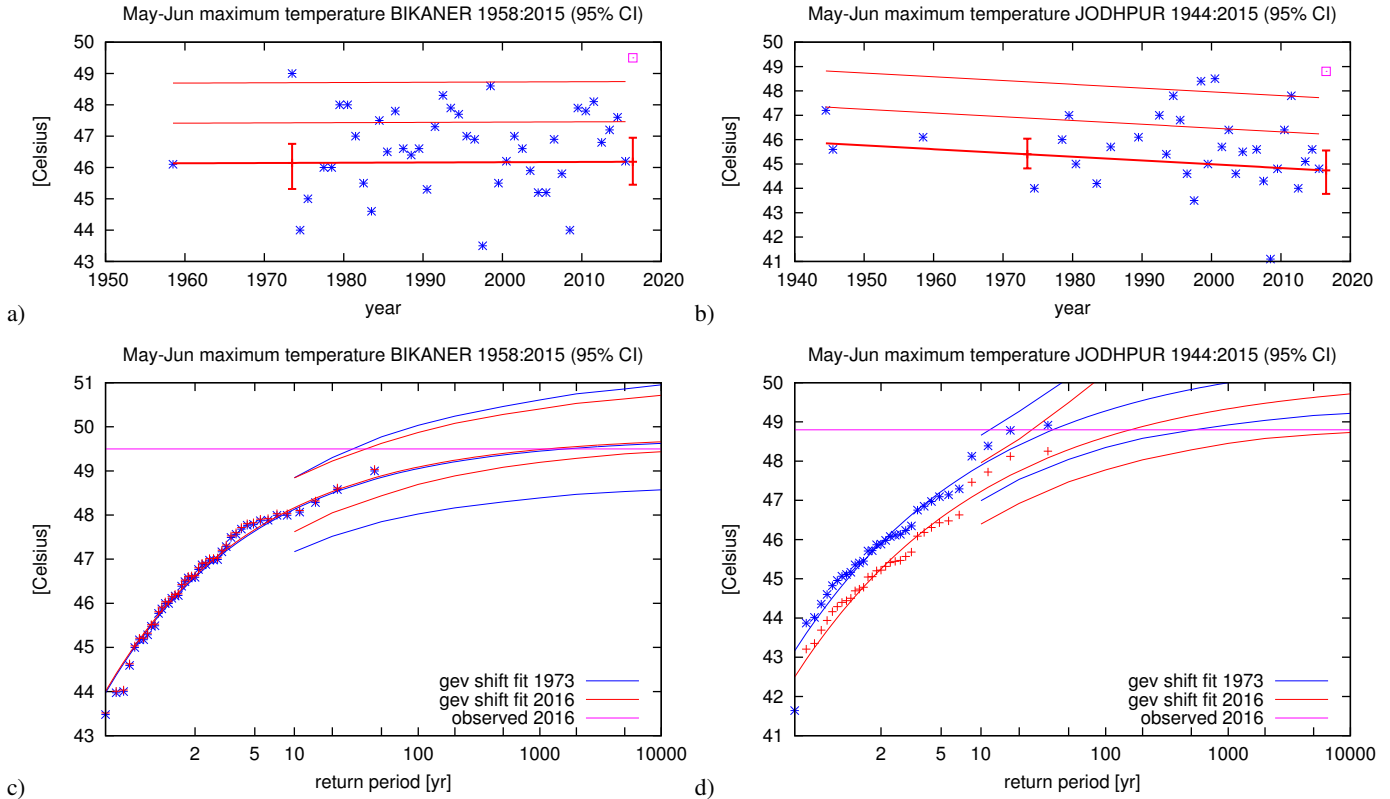 May-Jun maximum temperature BIKANER 1958:2015 (95% CI)
50
49
48
47
46
45
44
43
[Celsius]
1950 1960 1970 1980 1990 2000 2010 2020
year
a)
May-Jun maximum temperature JODHPUR 1944:2015 (95% CI)
50
49
48
47
46
45
44
43
42
41
[Celsius]
1940 1950 1960 1970 1980 1990 2000 2010 2020
year
b)
May-Jun maximum temperature BIKANER 1958:2015 (95% CI)
51
50
49
48
47
46
45
44
43
[Celsius]
gev shift fit 1973
gev shift fit 2016
observed 2016
2 5 10 100 1000 10000
return period [yr]
c)
May-Jun maximum temperature JODHPUR 1944:2015 (95% CI)
50
49
48
47
46
45
44
43
42
41
[Celsius]
gev shift fit 1973
gev shift fit 2016
observed 2016
2 5 10 100 1000 10000
return period [yr]
d)